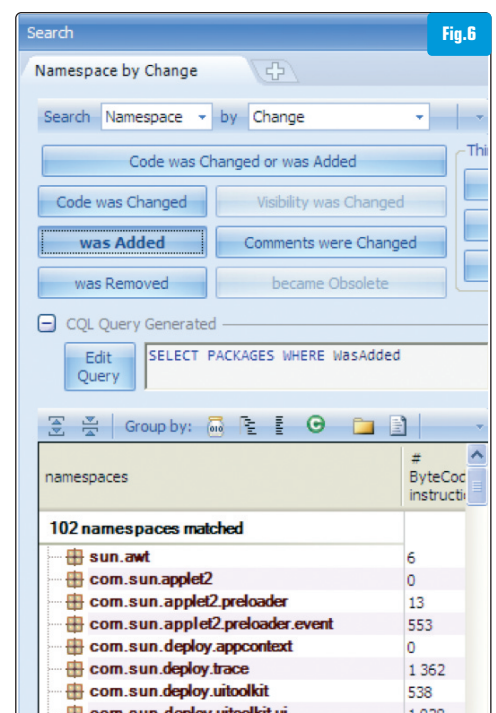 Search
Fig.6
Namespace by Change
Search Namespace by Change
Code was Changed or was Added
Code was Changed
Visibility was Changed
was Added
Comments were Changed
was Removed
became Obsolete
CQL Query Generated
Edit Query
SELECT PACKAGES WHERE WasAdded
Group by:
namespaces
#
ByteCod
instructi
102 namespaces matched
sun.awt 6
com.sun.applet2 0
com.sun.applet2.preloader 13
com.sun.applet2.preloader.event 553
com.sun.deploy.appcontext 0
com.sun.deploy.trace 1 362
com.sun.deploy.uitoolkit 538